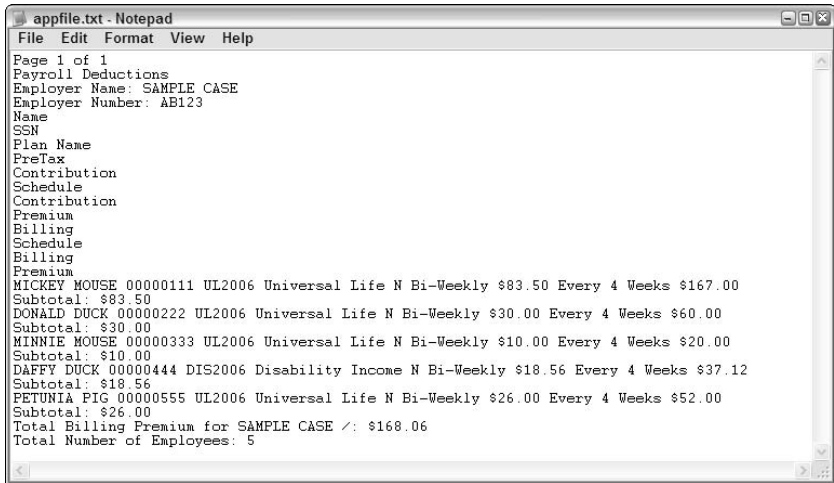 appfile.txt - Notepad
File Edit Format View Help
Page 1 of 1
Payroll Deductions
Employer Name: SAMPLE CASE
Employer Number: AB123
Name
SSN
Plan Name
PreTax
Contribution
Schedule
Contribution
Premium
Billing
Schedule
Billing
Premium
MICKEY MOUSE 00000111 UL2006 Universal Life N Bi-Weekly $83.50 Every 4 Weeks $167.00
Subtotal: $83.50
DONALD DUCK 00000222 UL2006 Universal Life N Bi-Weekly $30.00 Every 4 Weeks $60.00
Subtotal: $30.00
MINNIE MOUSE 00000333 UL2006 Universal Life N Bi-Weekly $10.00 Every 4 Weeks $20.00
Subtotal: $10.00
DAFFY DUCK 00000444 DIS2006 Disability Income N Bi-Weekly $18.56 Every 4 Weeks $37.12
Subtotal: $18.56
PETUNIA PIG 00000555 UL2006 Universal Life N Bi-Weekly $26.00 Every 4 Weeks $52.00
Subtotal: $26.00
Total Billing Premium for SAMPLE CASE /: $168.06
Total Number of Employees: 5